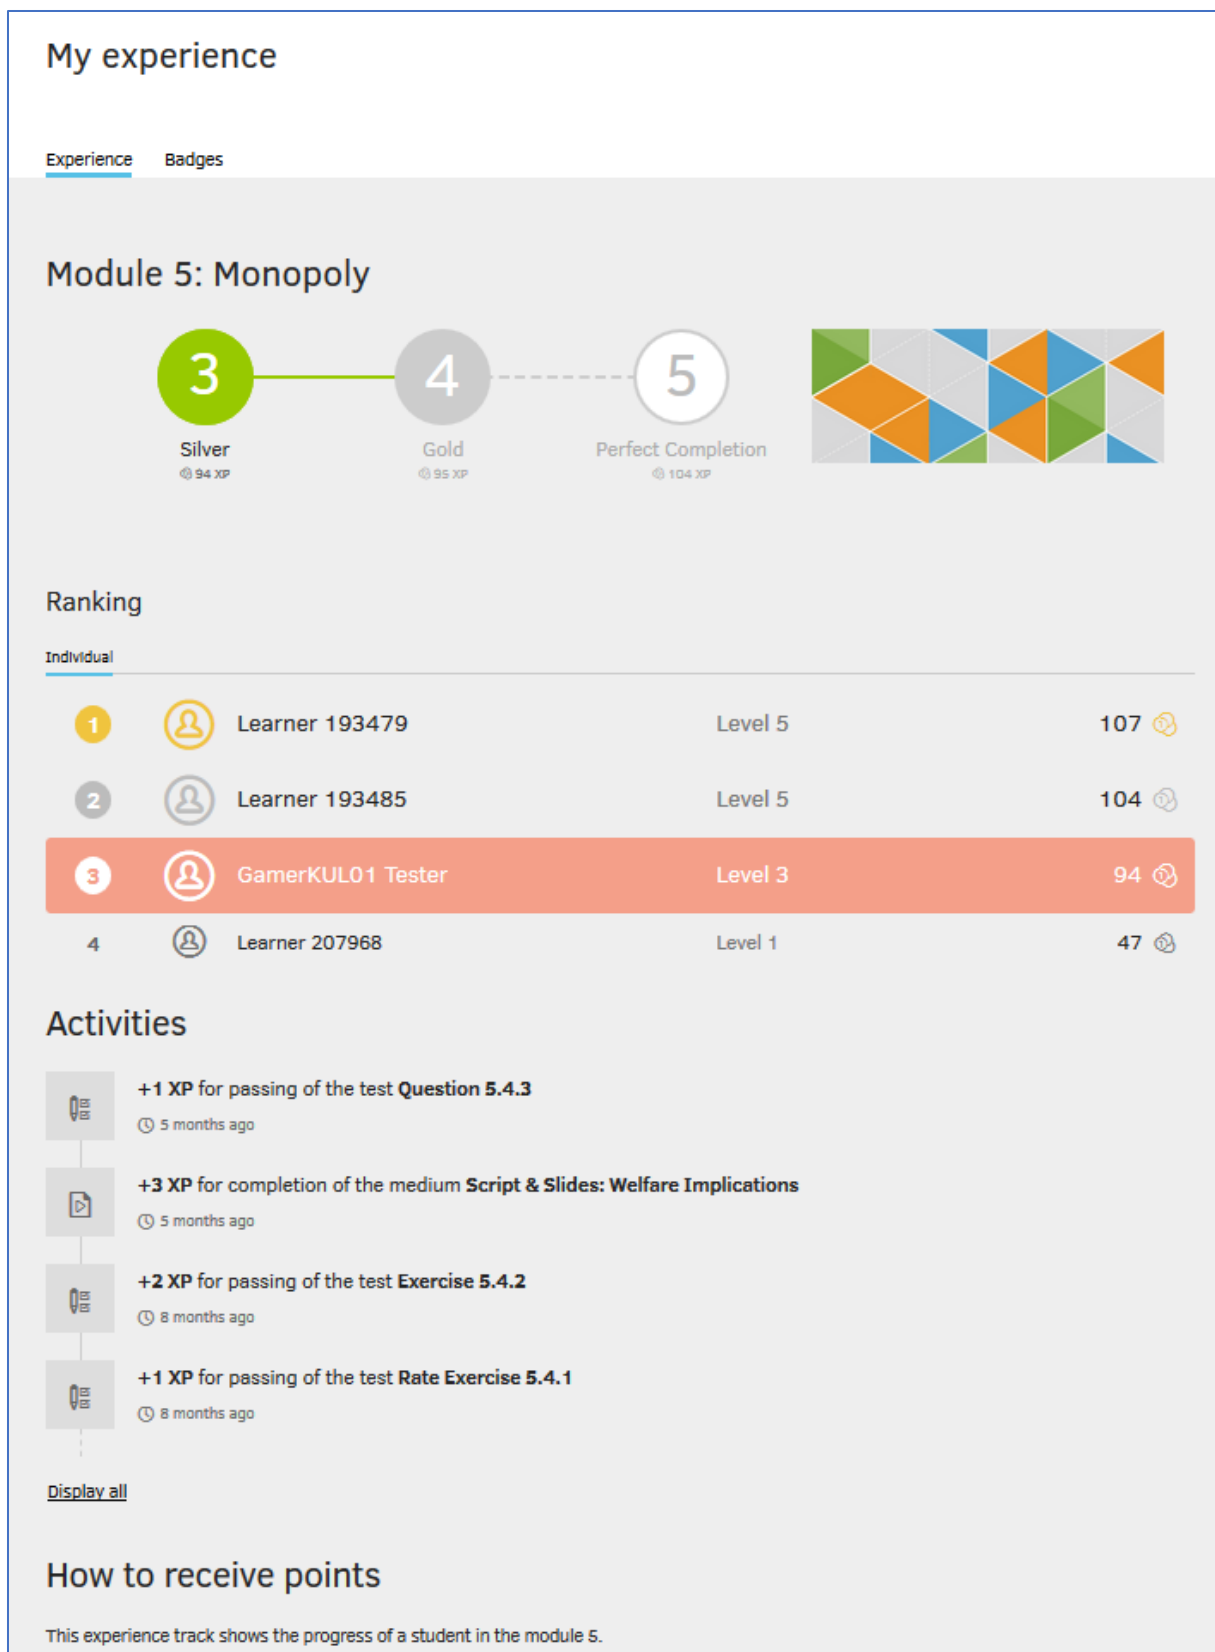 My experience
Experience Badges
Module 5: Monopoly
3 4 5
Silver Gold Perfect Completion
94 XP 95 XP 104 XP
Ranking
Individual
1 Learner 193479 Level 5 107
2 Learner 193485 Level 5 104
3 GamerKUL01 Tester Level 3 94
4 Learner 207968 Level 1 47
Activities
+1 XP for passing of the test Question 5.4.3
5 months ago
+3 XP for completion of the medium Script & Slides: Welfare Implications
5 months ago
+2 XP for passing of the test Exercise 5.4.2
8 months ago
+1 XP for passing of the test Rate Exercise 5.4.1
8 months ago
Display all
How to receive points
This experience track shows the progress of a student in the module 5.